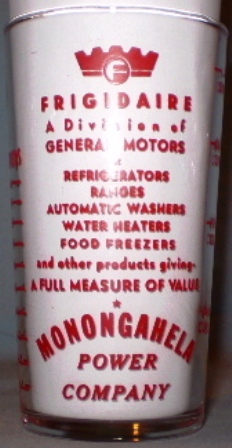 F
FRIGIDAIRE
A Division of
GENERAL MOTORS
REFRIGERATORS
RANGES
AUTOMATIC WASHERS
WATER HEATERS
FOOD FREEZERS
and other products giving-
A FULL MEASURE OF VALUE
MONONGAHELA
POWER
COMPANY